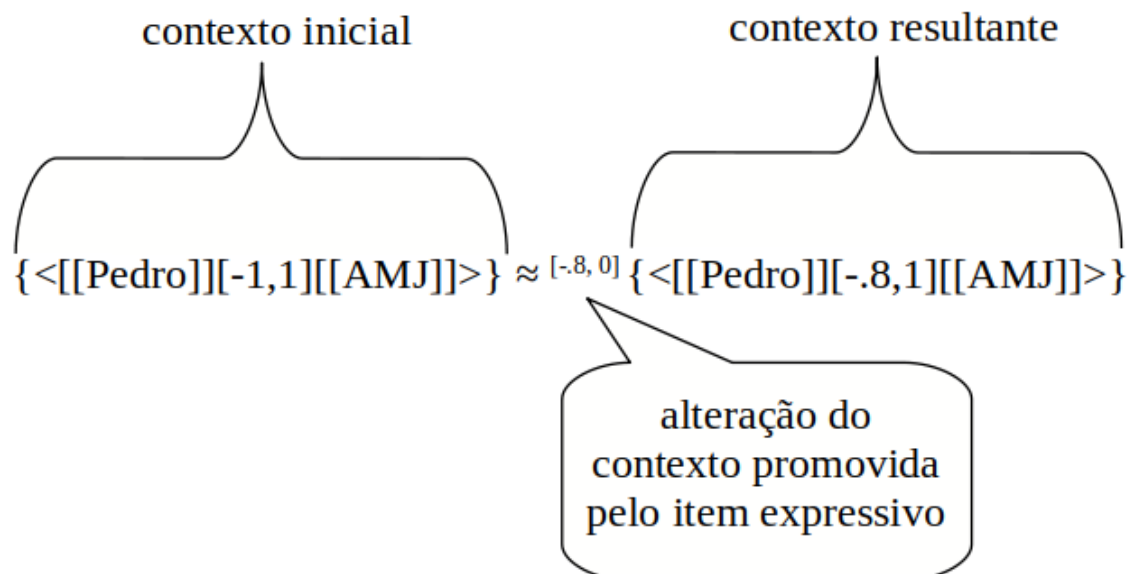 contexto inicial
contexto resultante
{<[[Pedro]][-1,1][[AMJ]]>} ≈ [-.8, 0] {<[[Pedro]][-.8,1][[AMJ]]>}
alteração do
contexto promovida
pelo item expressivo